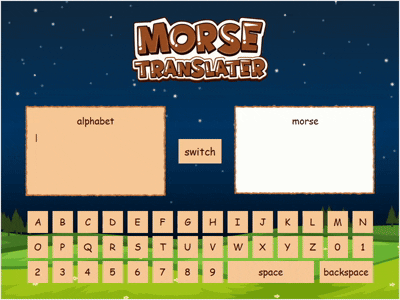 MORSE
TRANSLATER
alphabet
morse
switch
A B C D E F G H I J K L M N
O P Q R S T U V W X Y Z 0 1
2 3 4 5 6 7 8 9 space backspace